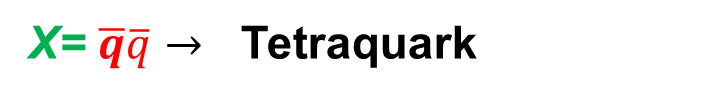 X= q̅q̅ → Tetraquark